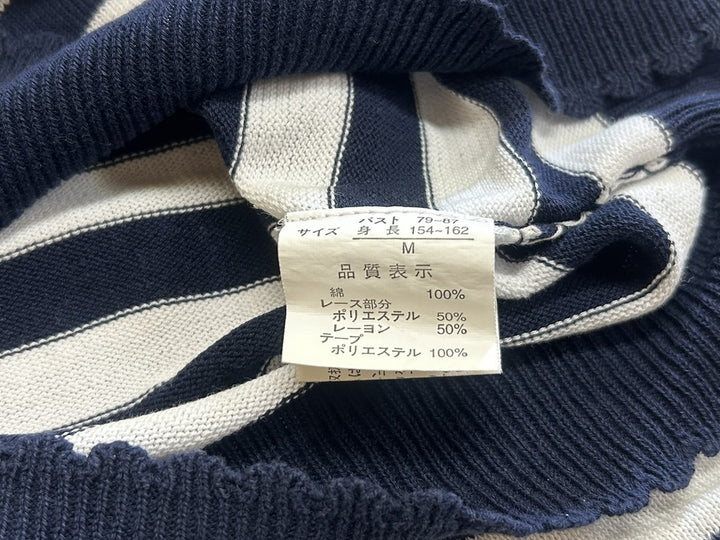 サイズ バスト 79~87
身長 154~162
M
品質表示
綿 100%
レース部分
ポリエステル 50%
レーヨン 50%
テープ
ポリエステル 100%